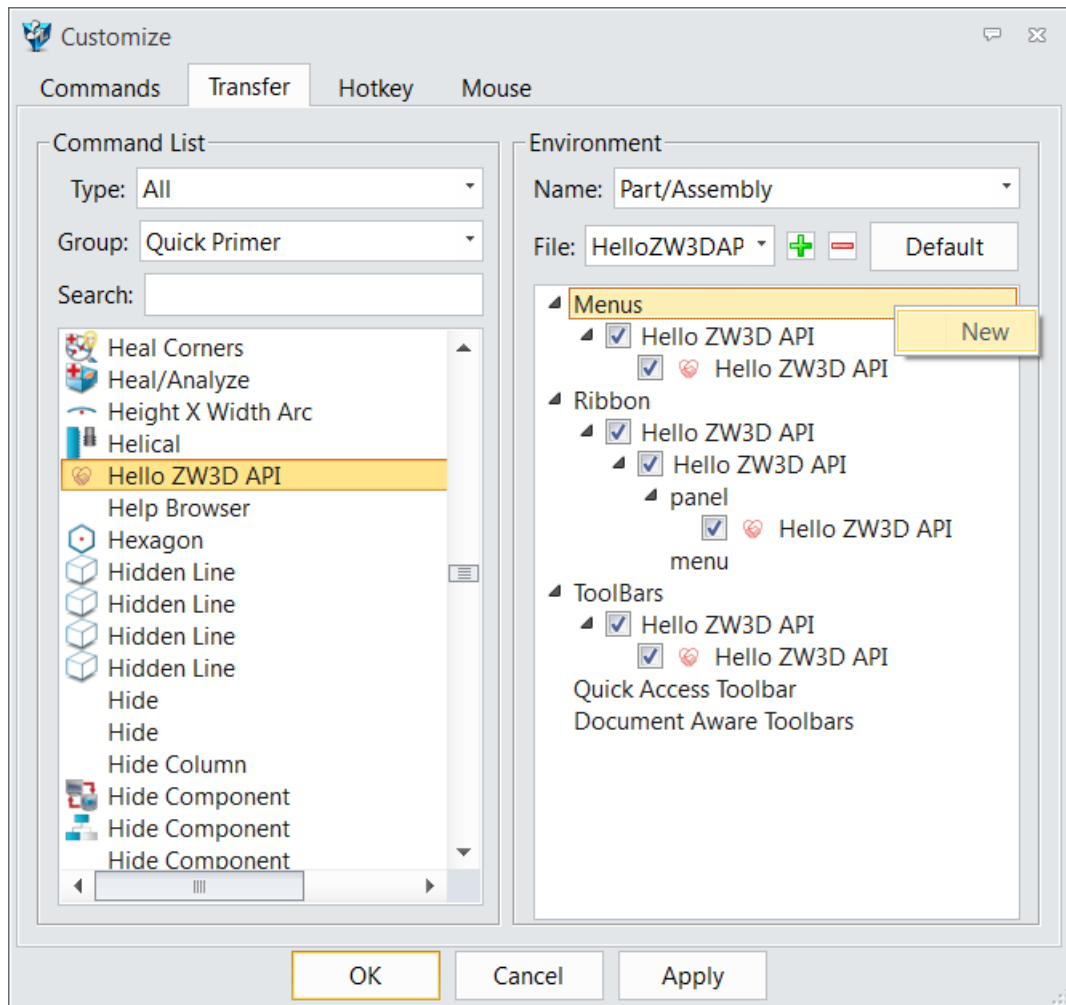 Customize
Commands
Transfer
Hotkey
Mouse
Command List
Type: All
Group: Quick Primer
Search:
Heal Corners
Heal/Analyze
Height X Width Arc
Helical
Hello ZW3D API
Help Browser
Hexagon
Hidden Line
Hidden Line
Hidden Line
Hidden Line
Hide
Hide
Hide Column
Hide Component
Hide Component
Hide Component
Environment
Name: Part/Assembly
File: HelloZW3DAP
Default
Menus
New
Hello ZW3D API
Hello ZW3D API
Ribbon
Hello ZW3D API
Hello ZW3D API
panel
Hello ZW3D API
menu
ToolBars
Hello ZW3D API
Hello ZW3D API
Quick Access Toolbar
Document Aware Toolbars
OK
Cancel
Apply